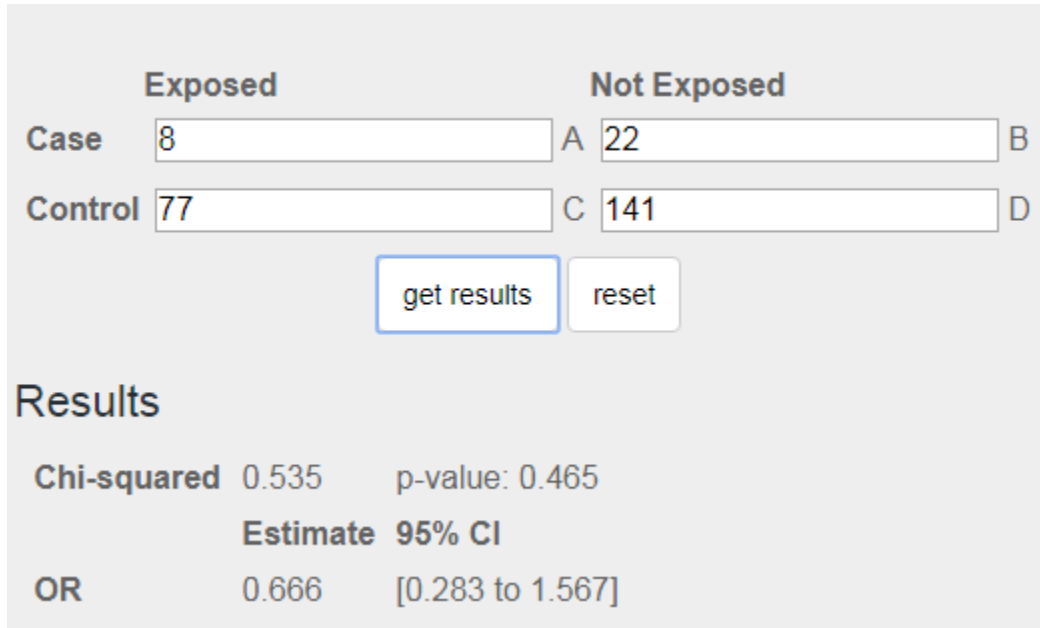 Exposed Not Exposed
Case 8 A 22 B
Control 77 C 141 D
get results reset
Results
Chi-squared 0.535 p-value: 0.465
Estimate 95% CI
OR 0.666 [0.283 to 1.567]